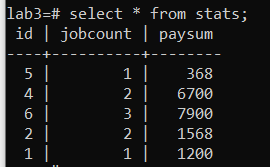 lab3=# select * from stats;
 id | jobcount | paysum
----+----------+--------
  5 |        1 |    368
  4 |        2 |   6700
  6 |        3 |   7900
  2 |        2 |   1568
  1 |        1 |   1200